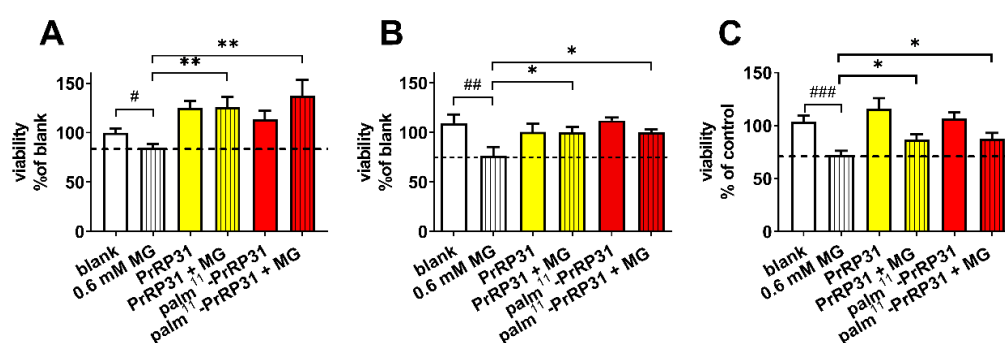 A
viability
%of blank
150
100
50
0
#
**
**
blank
0.6 mM MG
PrRP31
PrRP31 + MG
palm¹¹-PrRP31
palm¹¹-PrRP31 + MG
B
viability
%of blank
150
100
50
0
##
*
*
blank
0.6 mM MG
PrRP31
PrRP31 + MG
palm¹¹-PrRP31
palm¹¹-PrRP31 + MG
C
viability
% of control
150
100
50
0
###
*
*
blank
0.6 mM MG
PrRP31
PrRP31 + MG
palm¹¹-PrRP31
palm¹¹-PrRP31 + MG